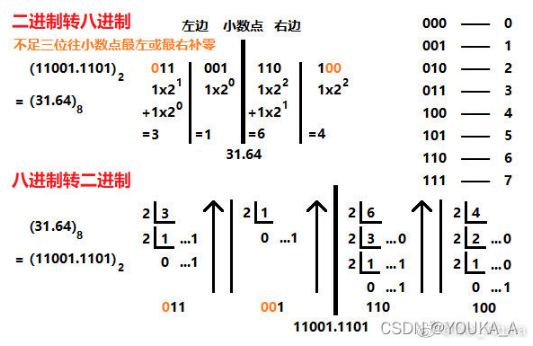 二进制转八进制
左边 小数点 右边
不足三位往小数点最左或最右补零
(11001.1101)2
= (31.64)8
011 001 110 100
1x2^1 1x2^0 1x2^2 1x2^2
+1x2^0 +1x2^1
=3 =1 =6 =4
31.64
000 — 0
001 — 1
010 — 2
011 — 3
100 — 4
101 — 5
110 — 6
111 — 7
八进制转二进制
(31.64)8
= (11001.1101)2
2 3
2 1 ...1
0 ...1
011
2 1
0 ...1
001
2 6
2 3 ...0
2 1 ...1
0 ...1
110
2 4
2 2 ...0
2 1 ...0
0 ...1
100
11001.1101
CSDN @YOUKA_A